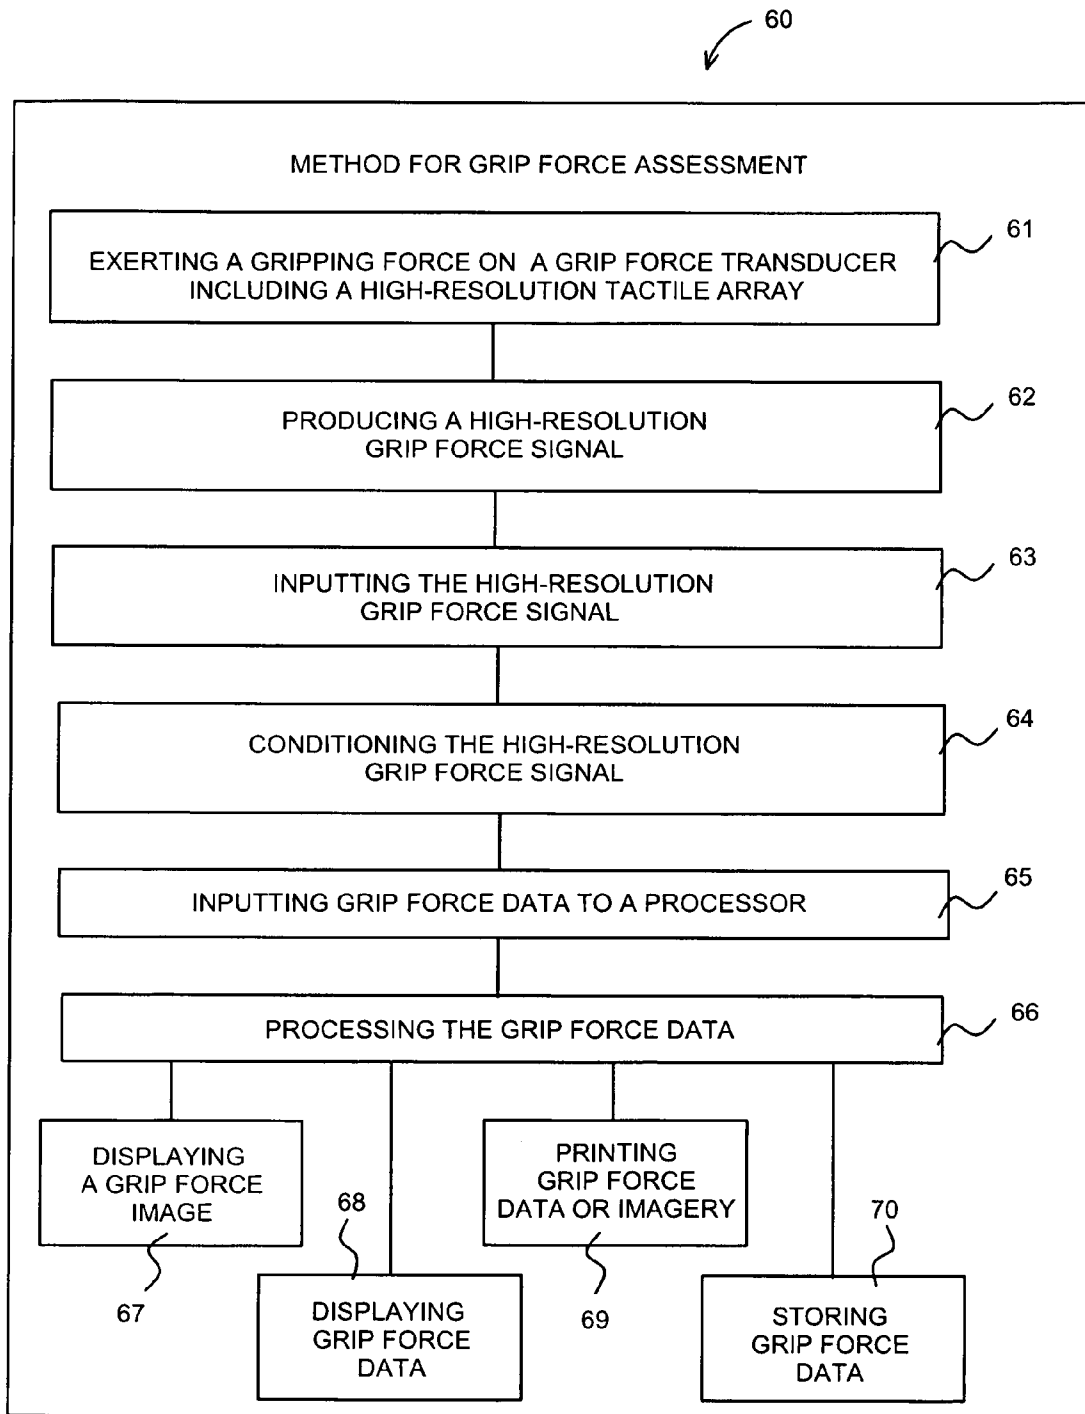 60
METHOD FOR GRIP FORCE ASSESSMENT
61
EXERTING A GRIPPING FORCE ON A GRIP FORCE TRANSDUCER
INCLUDING A HIGH-RESOLUTION TACTILE ARRAY
62
PRODUCING A HIGH-RESOLUTION
GRIP FORCE SIGNAL
63
INPUTTING THE HIGH-RESOLUTION
GRIP FORCE SIGNAL
64
CONDITIONING THE HIGH-RESOLUTION
GRIP FORCE SIGNAL
65
INPUTTING GRIP FORCE DATA TO A PROCESSOR
66
PROCESSING THE GRIP FORCE DATA
DISPLAYING
A GRIP FORCE
IMAGE
67
68
DISPLAYING
GRIP FORCE
DATA
PRINTING
GRIP FORCE
DATA OR IMAGERY
69
70
STORING
GRIP FORCE
DATA